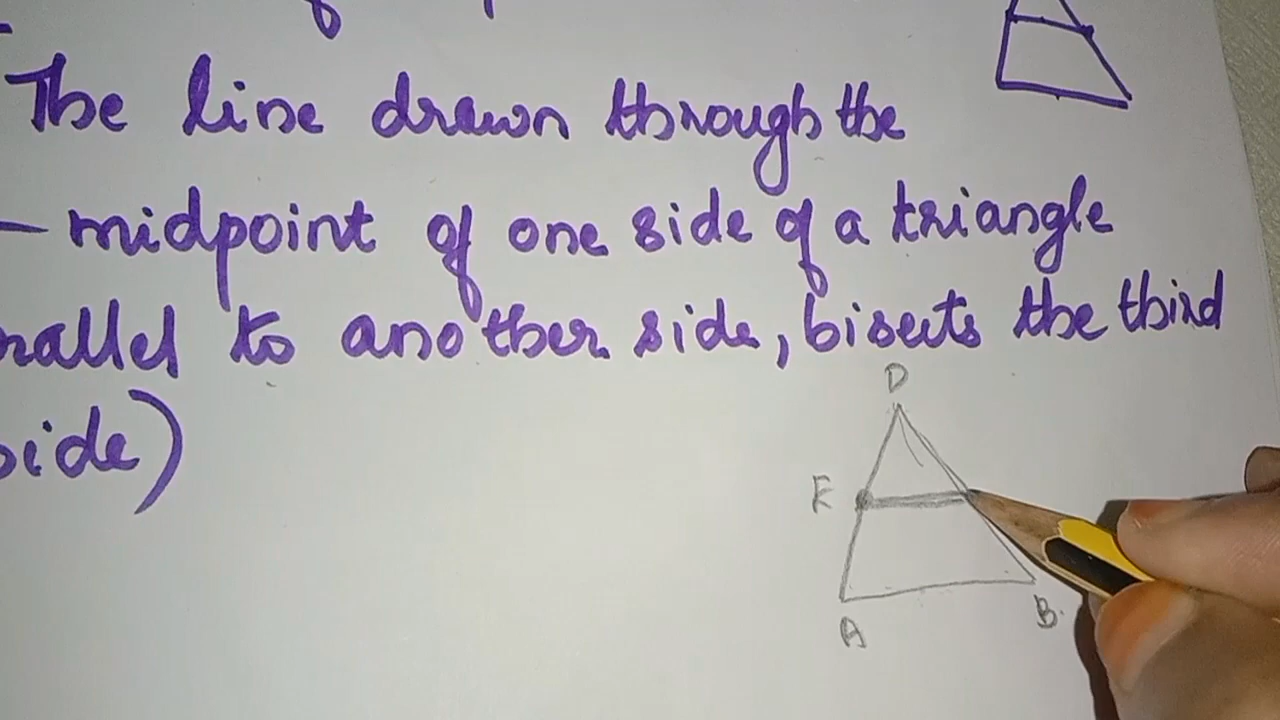 The line drawn through the
- midpoint of one side of a triangle
rallel to another side, bisects the third
side)
D
E
A
B.